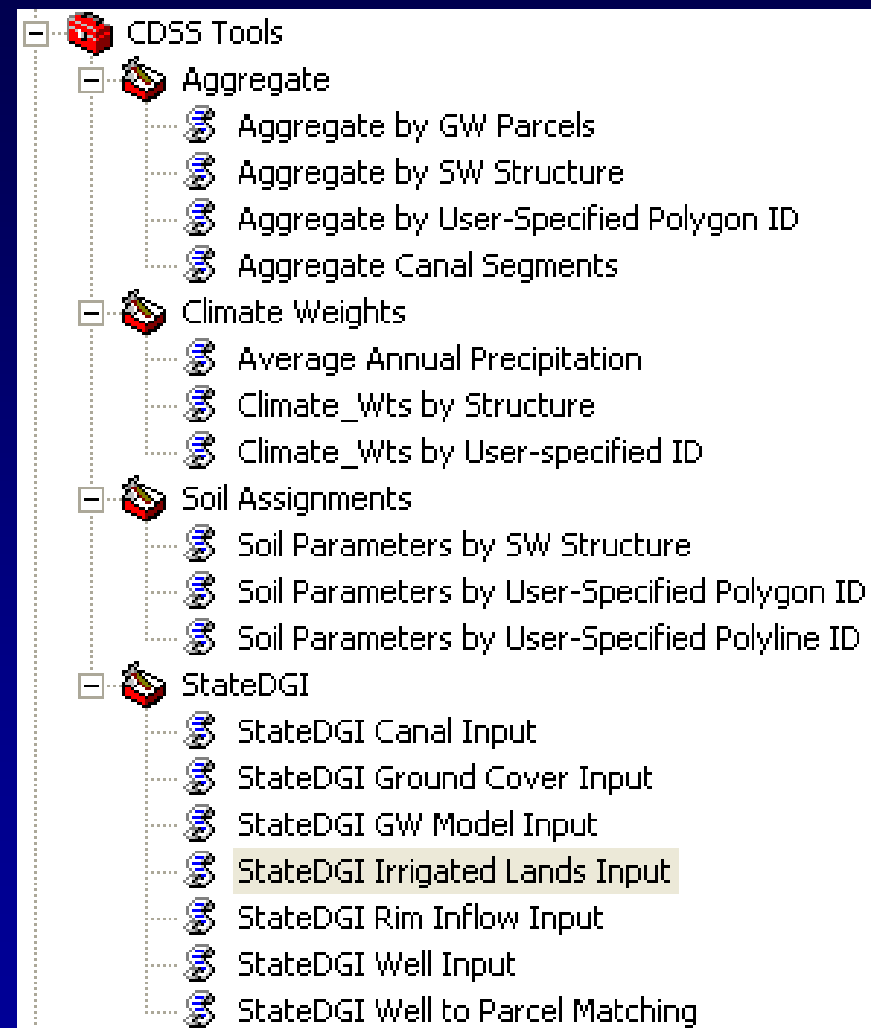 CDSS Tools
Aggregate
Aggregate by GW Parcels
Aggregate by SW Structure
Aggregate by User-Specified Polygon ID
Aggregate Canal Segments
Climate Weights
Average Annual Precipitation
Climate_Wts by Structure
Climate_Wts by User-specified ID
Soil Assignments
Soil Parameters by SW Structure
Soil Parameters by User-Specified Polygon ID
Soil Parameters by User-Specified Polyline ID
StateDGI
StateDGI Canal Input
StateDGI Ground Cover Input
StateDGI GW Model Input
StateDGI Irrigated Lands Input
StateDGI Rim Inflow Input
StateDGI Well Input
StateDGI Well to Parcel Matching